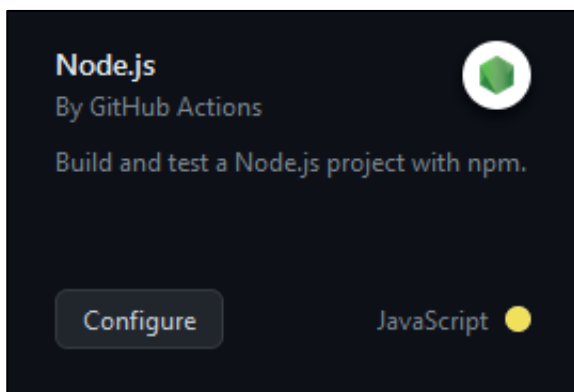 Node.js
By GitHub Actions
Build and test a Node.js project with npm.
Configure
JavaScript